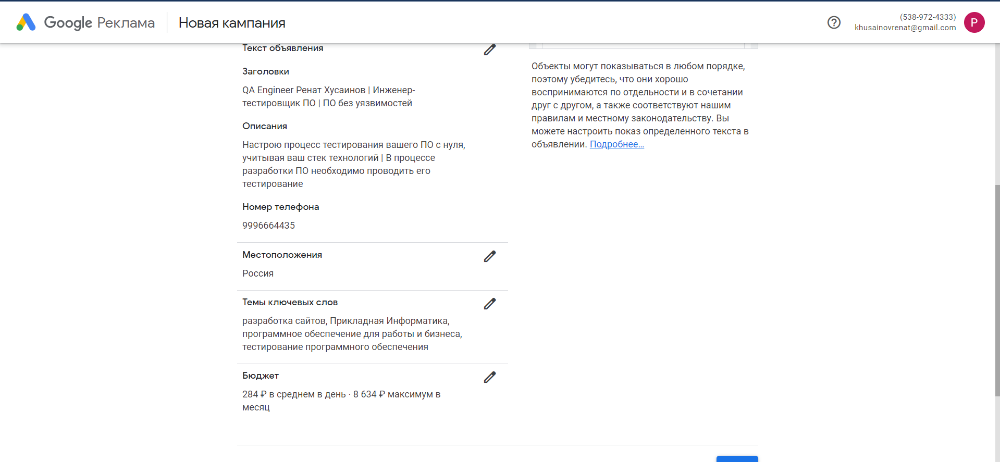 Google Реклама
Новая кампания
(538-972-4333)
khusainovrenat@gmail.com
P
Текст объявления
Заголовки
QA Engineer Ренат Хусаинов | Инженер-
тестировщик ПО | ПО без уязвимостей
Описания
Настрою процесс тестирования вашего ПО с нуля,
учитывая ваш стек технологий | В процессе
разработки ПО необходимо проводить его
тестирование
Номер телефона
9996664435
Местоположения
Россия
Темы ключевых слов
разработка сайтов, Прикладная Информатика,
программное обеспечение для работы и бизнеса,
тестирование программного обеспечения
Бюджет
284 ₽ в среднем в день · 8 634 ₽ максимум в
месяц
Объекты могут показываться в любом порядке,
поэтому убедитесь, что они хорошо
воспринимаются по отдельности и в сочетании
друг с другом, а также соответствуют нашим
правилам и местному законодательству. Вы
можете настроить показ определенного текста в
объявлении. Подробнее…